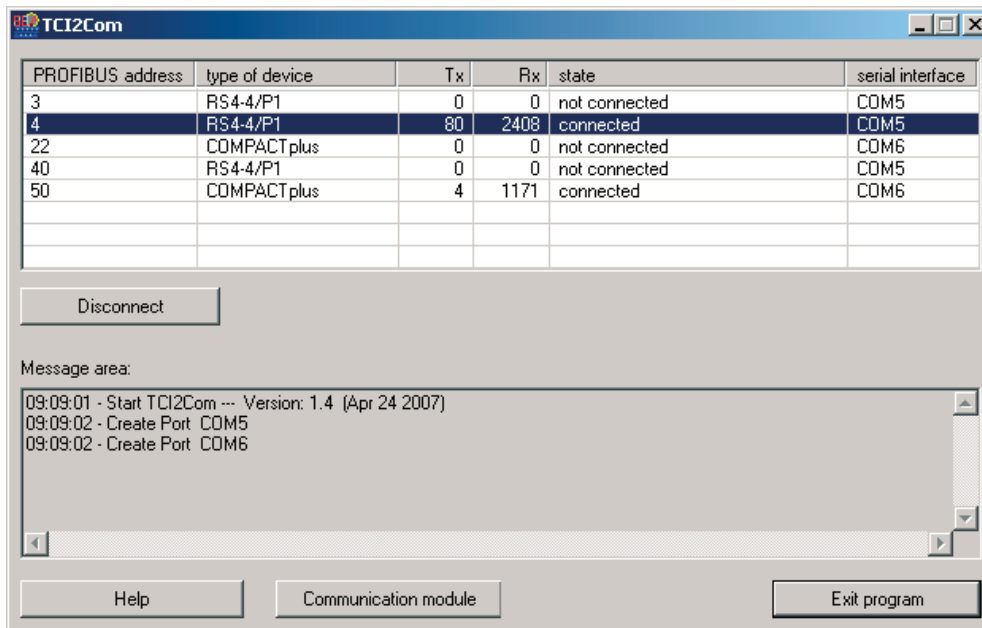 TCI2Com
PROFIBUS address type of device Tx Rx state serial interface
3 RS4-4/P1 0 0 not connected COM5
4 RS4-4/P1 80 2408 connected COM5
22 COMPACTplus 0 0 not connected COM6
40 RS4-4/P1 0 0 not connected COM5
50 COMPACTplus 4 1171 connected COM6
Disconnect
Message area:
09:09:01 - Start TCI2Com --- Version: 1.4 (Apr 24 2007)
09:09:02 - Create Port COM5
09:09:02 - Create Port COM6
Help Communication module Exit program